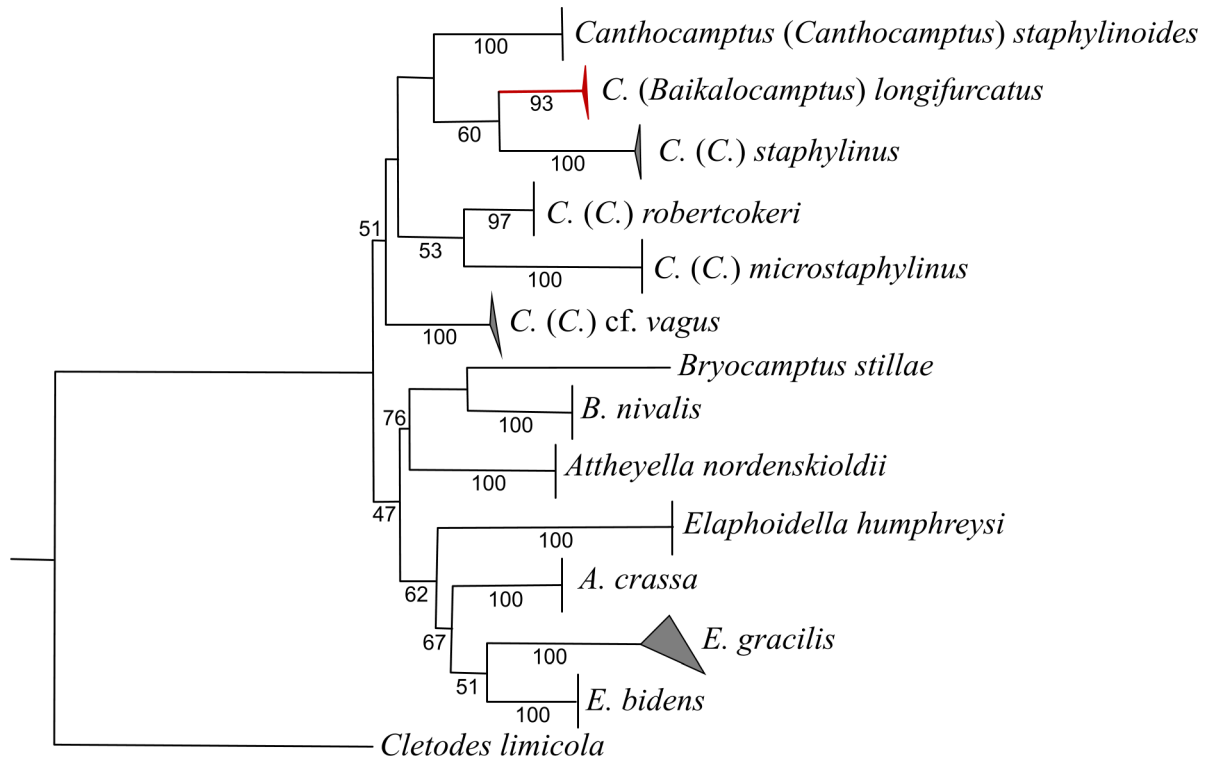 Canthocamptus (Canthocamptus) staphylinoides
100
C. (Baikalocamptus) longifurcatus
93
60
C. (C.) staphylinus
100
C. (C.) robertcokeri
97
51
53
C. (C.) microstaphylinus
100
C. (C.) cf. vagus
100
Bryocamptus stillae
B. nivalis
76
100
Attheyella nordenskioldii
100
47
Elaphoidella humphreysi
100
A. crassa
62
100
E. gracilis
67
100
51
E. bidens
100
Cletodes limicola